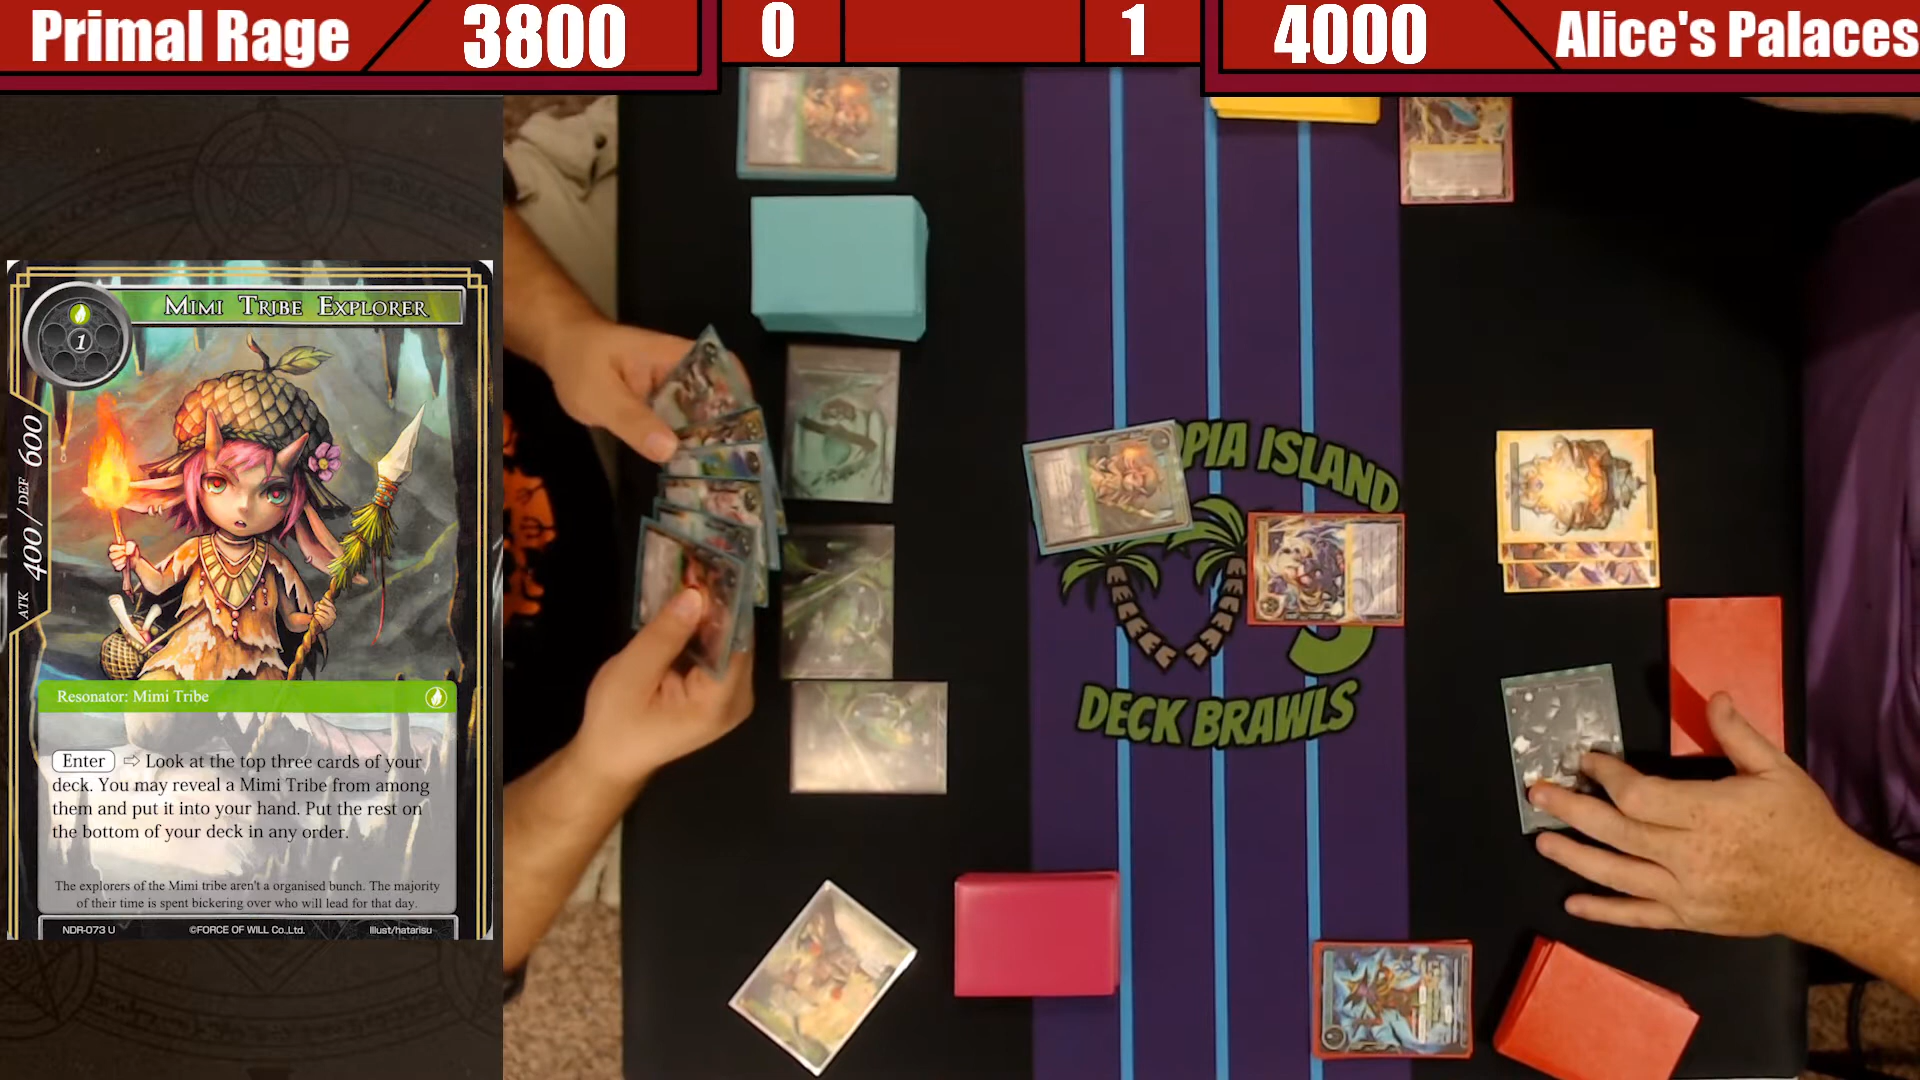 Primal Rage
3800
0
1
4000
Alice's Palaces
Mimi Tribe Explorer
1
ATK 400 / DEF 600
Resonator: Mimi Tribe
Enter ⇨ Look at the top three cards of your
deck. You may reveal a Mimi Tribe from among
them and put it into your hand. Put the rest on
the bottom of your deck in any order.
The explorers of the Mimi tribe aren't a organised bunch. The majority
of their time is spent bickering over who will lead for that day.
NDR-073 U ©FORCE OF WILL Co.,Ltd. Illust/hatarisu
PIA ISLAND
DECK BRAWLS